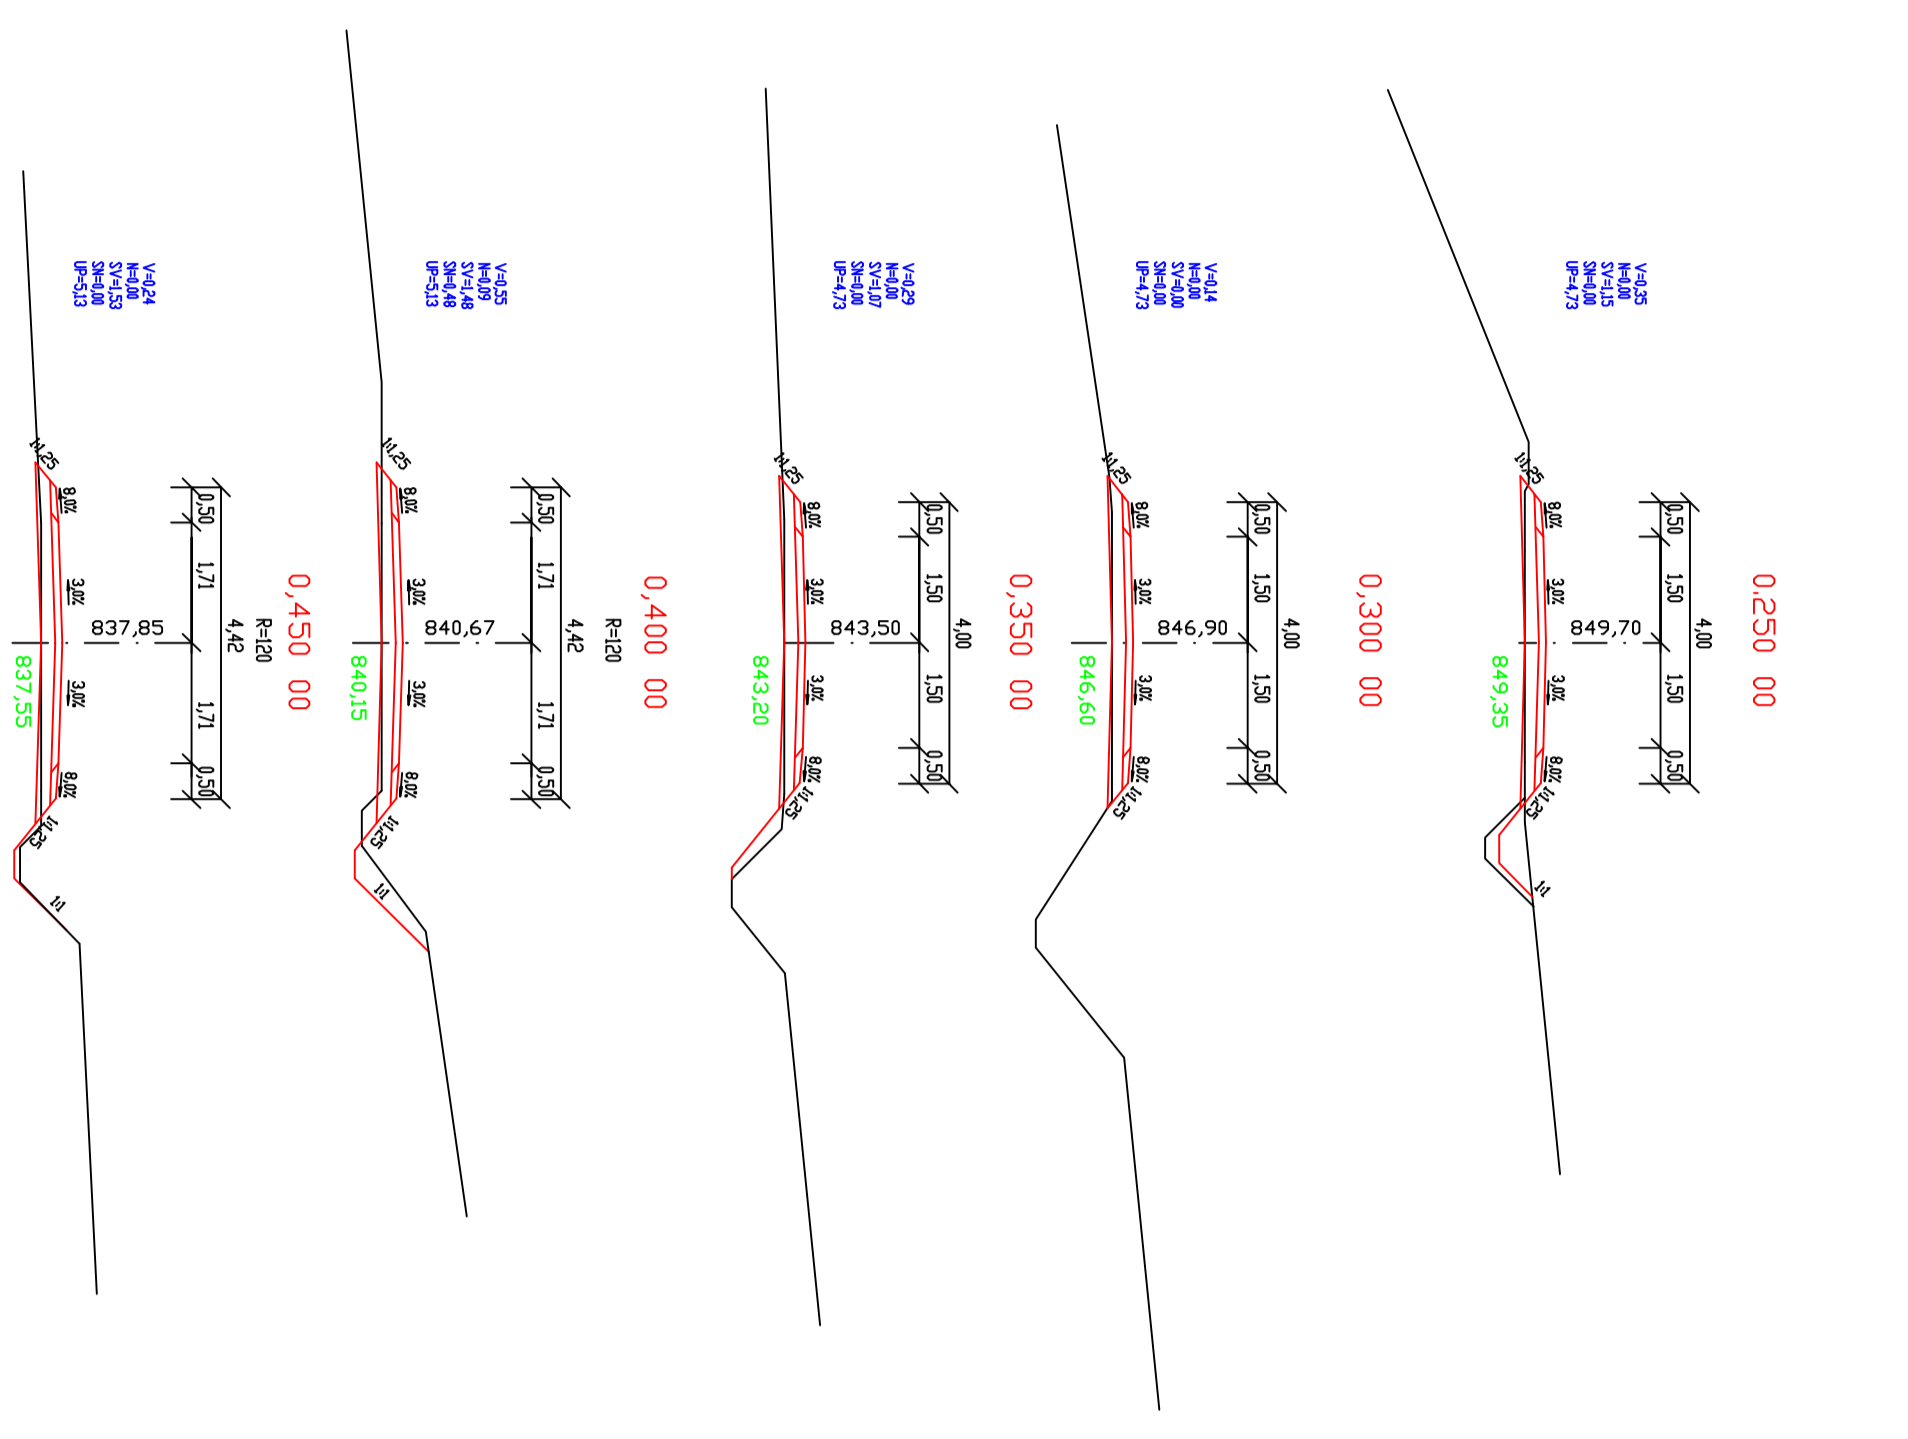 0.250 00
4,00
0,50 1,50 1,50 0,50
849,70
V=0,35
N=0,00
SV=1,15
SN=0,00
UP=4,73
1:1,25 8,0% 3,0% 3,0% 8,0% 1:1,25
1:1
849,35
0,300 00
4,00
0,50 1,50 1,50 0,50
846,90
V=0,14
N=0,00
SV=0,00
SN=0,00
UP=4,73
1:1,25 8,0% 3,0% 3,0% 8,0% 1:1,25
846,60
0,350 00
4,00
0,50 1,50 1,50 0,50
843,50
V=0,29
N=0,00
SV=1,07
SN=0,00
UP=4,73
1:1,25 8,0% 3,0% 3,0% 8,0% 1:1,25
843,20
0,400 00
R=120
4,42
0,50 1,71 1,71 0,50
840,67
V=0,55
N=0,09
SV=1,48
SN=0,48
UP=5,13
1:1,25 8,0% 3,0% 3,0% 8,0% 1:1,25
1:1
840,15
0,450 00
R=120
4,42
0,50 1,71 1,71 0,50
837,85
V=0,24
N=0,00
SV=1,53
SN=0,00
UP=5,13
1:1,25 8,0% 3,0% 3,0% 8,0% 1:1,25
1:1
837,55